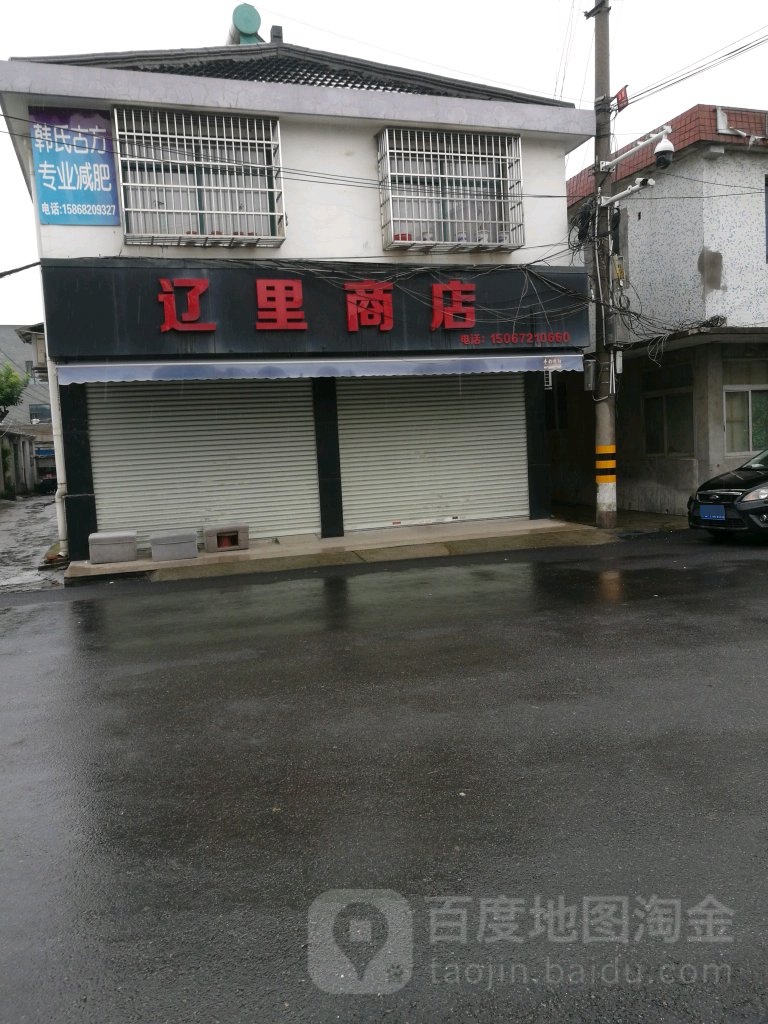 韩氏古方
专业减肥
电话:15868209327
辽里商店
电话：15067210660
百度地图淘金
taojin.baidu.com